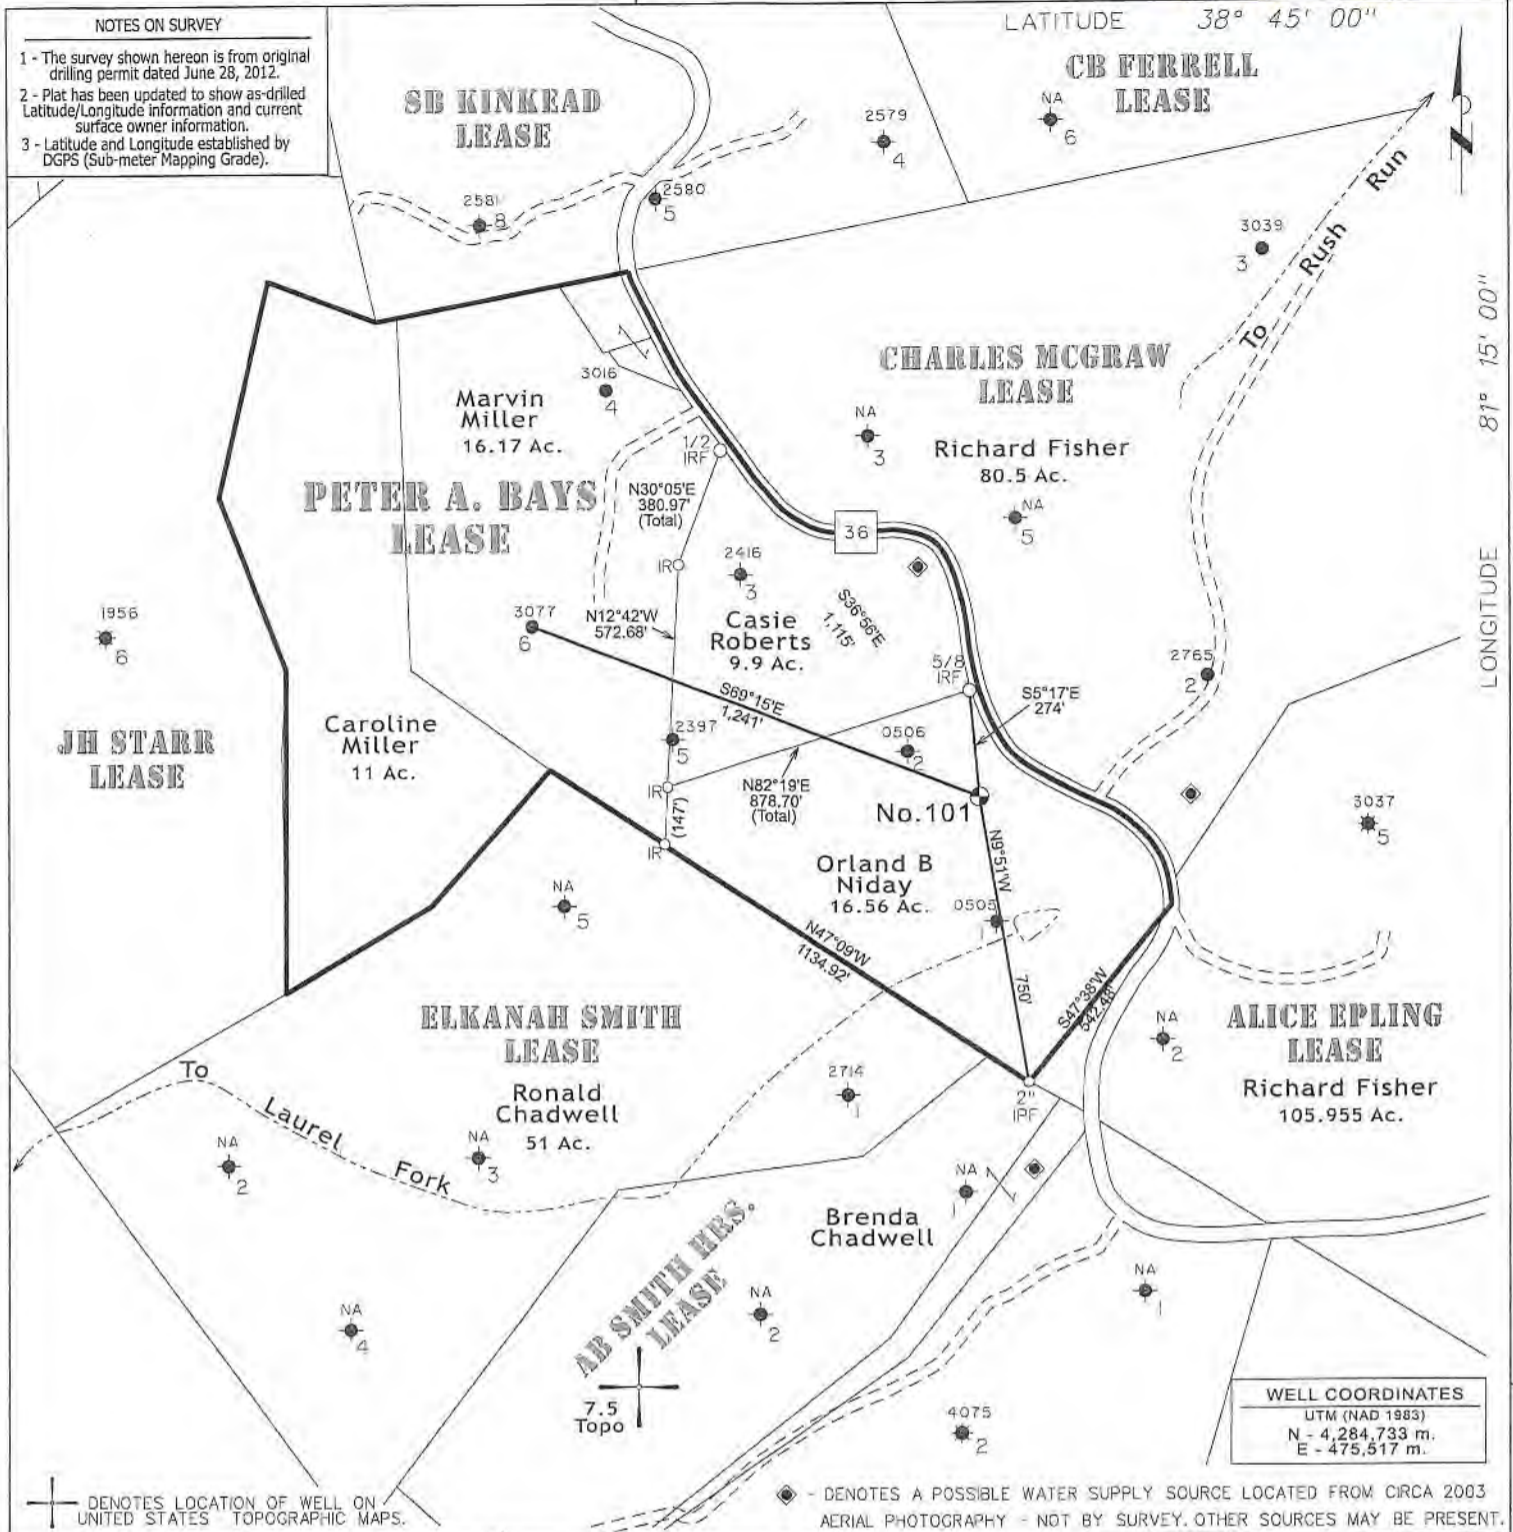 NOTES ON SURVEY
1 - The survey shown hereon is from original
drilling permit dated June 28, 2012.
2 - Plat has been updated to show as-drilled
Latitude/Longitude information and current
surface owner information.
3 - Latitude and Longitude established by
DGPS (Sub-meter Mapping Grade).
LATITUDE 38° 45' 00"
CB FERRELL
LEASE
NA
6
SB KINKEAD
LEASE
2579
4
2580
5
258
8
3039
3
To Rush Run
81° 15' 00"
LONGITUDE
CHARLES MCGRAW
LEASE
Richard Fisher
80.5 Ac.
NA
3
NA
5
3016
4
Marvin
Miller
16.17 Ac.
PETER A. BAYS
LEASE
1/2
IRF
N30°05'E
380.97'
(Total)
36
IR
2416
3
S36°56'E
1,115'
1956
6
3077
6
N12°42'W
572.68'
Casie
Roberts
9.9 Ac.
5/8
IRF
2765
2
S69°15'E
1,241'
S5°17'E
274'
JH STARR
LEASE
Caroline
Miller
11 Ac.
2397
5
0506
2
IR
N82°19'E
878.70'
(Total)
No.101
3037
5
(147')
IR
N9°51'W
750'
Orland B
Niday
16.56 Ac.
0505
1
NA
5
N47°09'W
1134.92'
S47°38'W
542.48'
ELKANAH SMITH
LEASE
Ronald
Chadwell
51 Ac.
NA
2
ALICE EPLING
LEASE
Richard Fisher
105.955 Ac.
To Laurel Fork
2714
1
2"
IPF
NA
2
NA
3
NA
1
Brenda
Chadwell
AB SMITH HRS.
LEASE
NA
1
NA
4
NA
2
7.5
Topo
4075
2
WELL COORDINATES
UTM (NAD 1983)
N - 4,284,733 m.
E - 475,517 m.
DENOTES LOCATION OF WELL ON
UNITED STATES TOPOGRAPHIC MAPS.
- DENOTES A POSSIBLE WATER SUPPLY SOURCE LOCATED FROM CIRCA 2003
AERIAL PHOTOGRAPHY - NOT BY SURVEY. OTHER SOURCES MAY BE PRESENT.